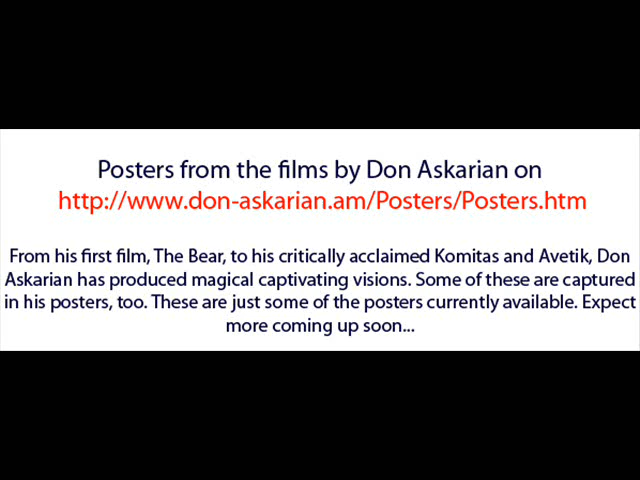 Posters from the films by Don Askarian on
http://www.don-askarian.am/Posters/Posters.htm
From his first film, The Bear, to his critically acclaimed Komitas and Avetik, Don
Askarian has produced magical captivating visions. Some of these are captured
in his posters, too. These are just some of the posters currently available. Expect
more coming up soon...